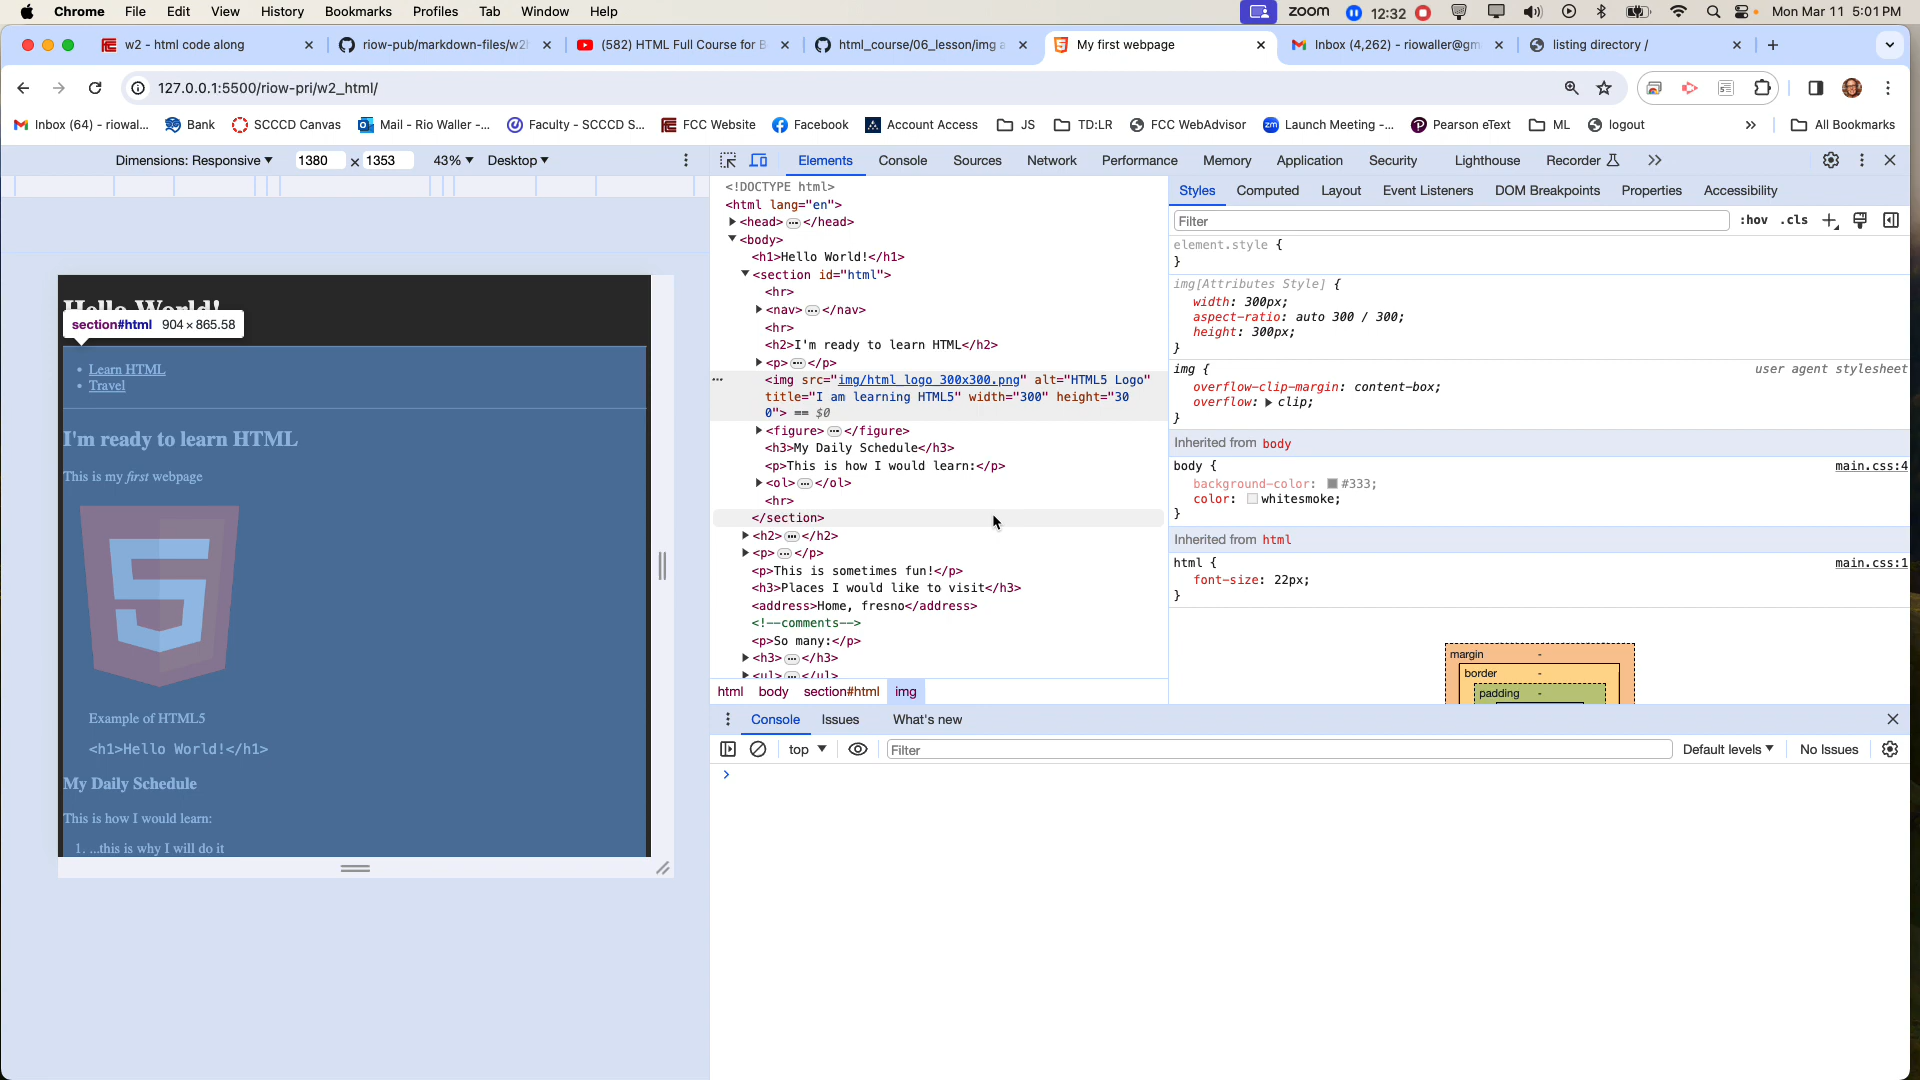 Chrome File Edit View History Bookmarks Profiles Tab Window Help zoom 12:32 Mon Mar 11 5:01 PM
w2 - html code along riow-pub/markdown-files/w2 (582) HTML Full Course for B html_course/06_lesson/img a My first webpage Inbox (4,262) - riowaller@gm listing directory /
127.0.0.1:5500/riow-pri/w2_html/
Inbox (64) - riowal... Bank SCCCD Canvas Mail - Rio Waller -... Faculty - SCCCD S... FCC Website Facebook Account Access JS TD:LR FCC WebAdvisor Launch Meeting -... Pearson eText ML logout » All Bookmarks
Dimensions: Responsive 1380 x 1353 43% Desktop
Elements Console Sources Network Performance Memory Application Security Lighthouse Recorder
Hello World!
section#html 904 × 865.58
• Learn HTML
• Travel
I'm ready to learn HTML
This is my first webpage
5
Example of HTML5
<h1>Hello World!</h1>
My Daily Schedule
This is how I would learn:
1. ...this is why I will do it
<!DOCTYPE html>
<html lang="en">
<head> … </head>
<body>
<h1>Hello World!</h1>
<section id="html">
<hr>
<nav> … </nav>
<hr>
<h2>I'm ready to learn HTML</h2>
<p> … </p>
<img src="img/html_logo_300x300.png" alt="HTML5 Logo"
title="I am learning HTML5" width="300" height="30
0"> == $0
<figure> … </figure>
<h3>My Daily Schedule</h3>
<p>This is how I would learn:</p>
<ol> … </ol>
<hr>
</section>
<h2> … </h2>
<p> … </p>
<p>This is sometimes fun!</p>
<h3>Places I would like to visit</h3>
<address>Home, fresno</address>
<!--comments-->
<p>So many:</p>
<h3> … </h3>
<ul> … </ul>
html body section#html img
Styles Computed Layout Event Listeners DOM Breakpoints Properties Accessibility
Filter :hov .cls
element.style {
}
img[Attributes Style] {
width: 300px;
aspect-ratio: auto 300 / 300;
height: 300px;
}
img { user agent stylesheet
overflow-clip-margin: content-box;
overflow: clip;
}
Inherited from body
body { main.css:4
background-color: #333;
color: whitesmoke;
}
Inherited from html
html { main.css:1
font-size: 22px;
}
margin -
border -
padding -
Console Issues What's new
top Filter Default levels No Issues